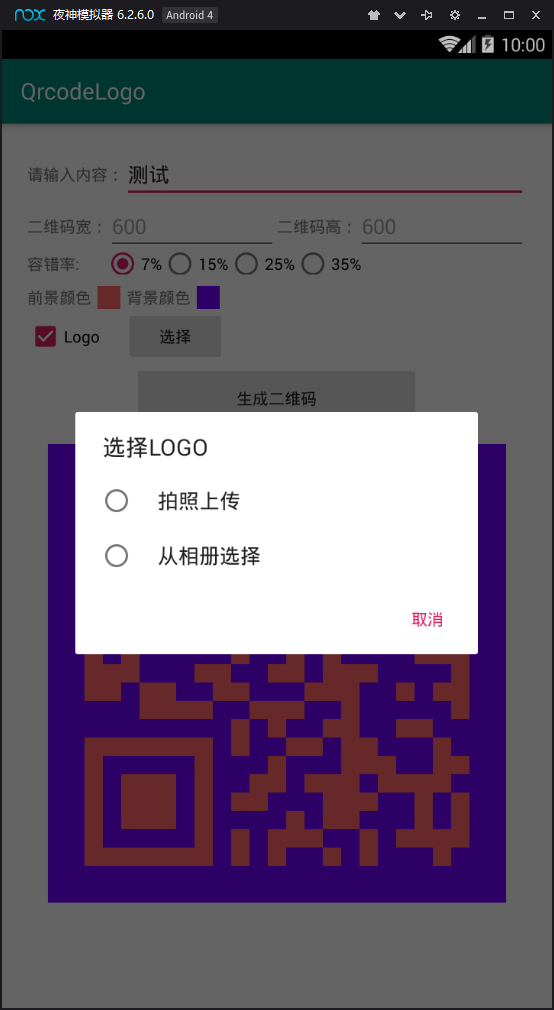 nox 夜神模拟器 6.2.6.0 Android 4
10:00
QrcodeLogo
请输入内容： 测试
二维码宽： 600 二维码高： 600
容错率: 7% 15% 25% 35%
前景颜色 背景颜色
Logo 选择
生成二维码
选择LOGO
拍照上传
从相册选择
取消